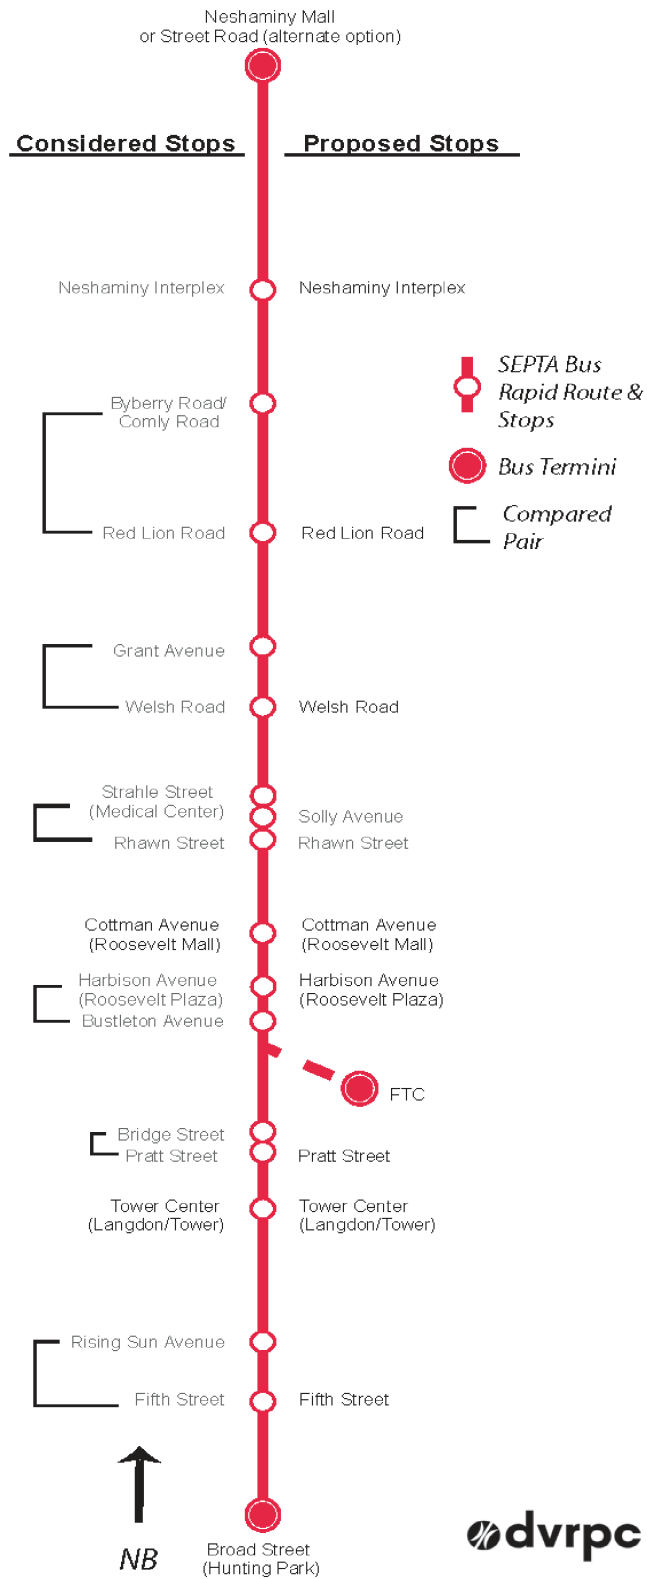 Neshaminy Mall
or Street Road (alternate option)
Considered Stops
Proposed Stops
Neshaminy Interplex
Neshaminy Interplex
SEPTA Bus
Rapid Route &
Stops
Byberry Road/
Comly Road
Bus Termini
Compared
Pair
Red Lion Road
Red Lion Road
Grant Avenue
Welsh Road
Welsh Road
Strahle Street
(Medical Center)
Solly Avenue
Rhawn Street
Rhawn Street
Cottman Avenue
(Roosevelt Mall)
Cottman Avenue
(Roosevelt Mall)
Harbison Avenue
(Roosevelt Plaza)
Harbison Avenue
(Roosevelt Plaza)
Bustleton Avenue
FTC
Bridge Street
Pratt Street
Pratt Street
Tower Center
(Langdon/Tower)
Tower Center
(Langdon/Tower)
Rising Sun Avenue
Fifth Street
Fifth Street
NB
Broad Street
(Hunting Park)
dvrpc